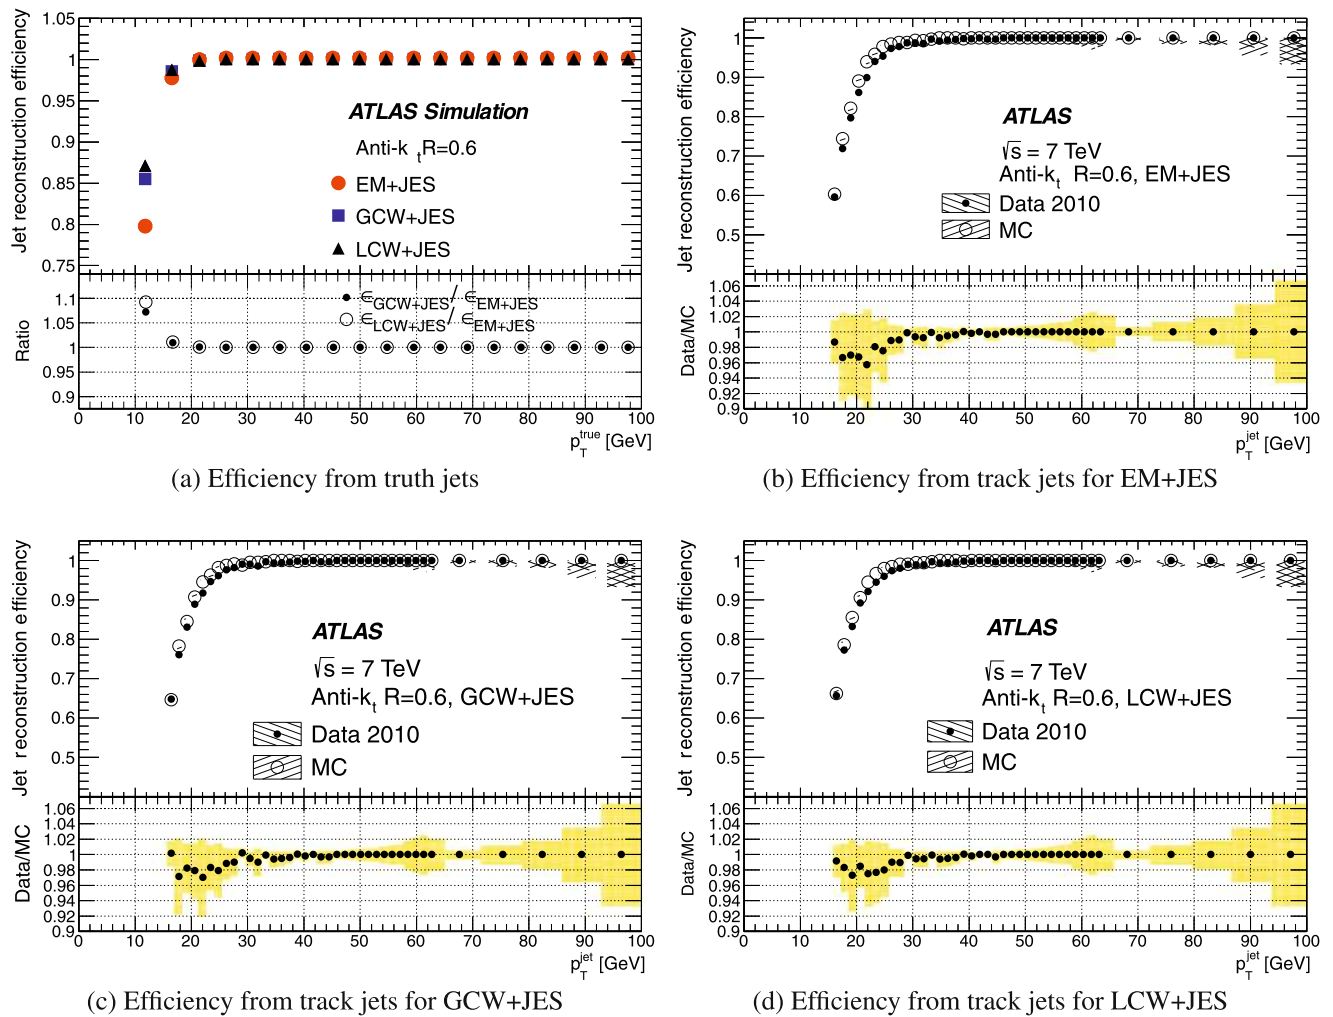 Jet reconstruction efficiency
1.05
1
0.95
0.9
0.85
0.8
0.75
ATLAS Simulation
Anti-k t R=0.6
EM+JES
GCW+JES
LCW+JES
Ratio
1.1
1.05
1
0.95
0.9
∈GCW+JES / ∈EM+JES
∈LCW+JES / ∈EM+JES
0 10 20 30 40 50 60 70 80 90 100
pT true [GeV]
(a) Efficiency from truth jets
Jet reconstruction efficiency
1
0.9
0.8
0.7
0.6
0.5
ATLAS
√s = 7 TeV
Anti-kt R=0.6, EM+JES
Data 2010
MC
Data/MC
1.06
1.04
1.02
1
0.98
0.96
0.94
0.92
0.9
0 10 20 30 40 50 60 70 80 90 100
pT jet [GeV]
(b) Efficiency from track jets for EM+JES
Jet reconstruction efficiency
1
0.9
0.8
0.7
0.6
0.5
ATLAS
√s = 7 TeV
Anti-kt R=0.6, GCW+JES
Data 2010
MC
Data/MC
1.06
1.04
1.02
1
0.98
0.96
0.94
0.92
0.9
0 10 20 30 40 50 60 70 80 90 100
pT jet [GeV]
(c) Efficiency from track jets for GCW+JES
Jet reconstruction efficiency
1
0.9
0.8
0.7
0.6
0.5
ATLAS
√s = 7 TeV
Anti-kt R=0.6, LCW+JES
Data 2010
MC
Data/MC
1.06
1.04
1.02
1
0.98
0.96
0.94
0.92
0.9
0 10 20 30 40 50 60 70 80 90 100
pT jet [GeV]
(d) Efficiency from track jets for LCW+JES